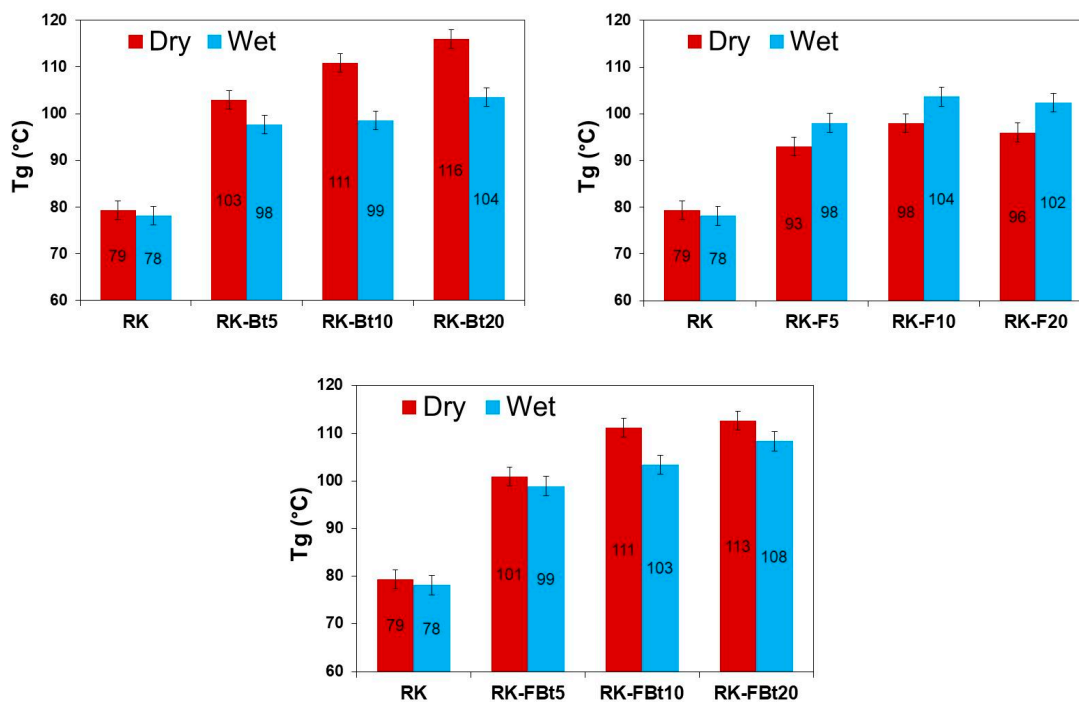 120
110
100
90
80
70
60
Tg (°C)
Dry Wet
79 78 103 98 111 99 116 104
RK RK-Bt5 RK-Bt10 RK-Bt20
120
110
100
90
80
70
60
Tg (°C)
Dry Wet
79 78 93 98 98 104 96 102
RK RK-F5 RK-F10 RK-F20
120
110
100
90
80
70
60
Tg (°C)
Dry Wet
79 78 101 99 111 103 113 108
RK RK-FBt5 RK-FBt10 RK-FBt20